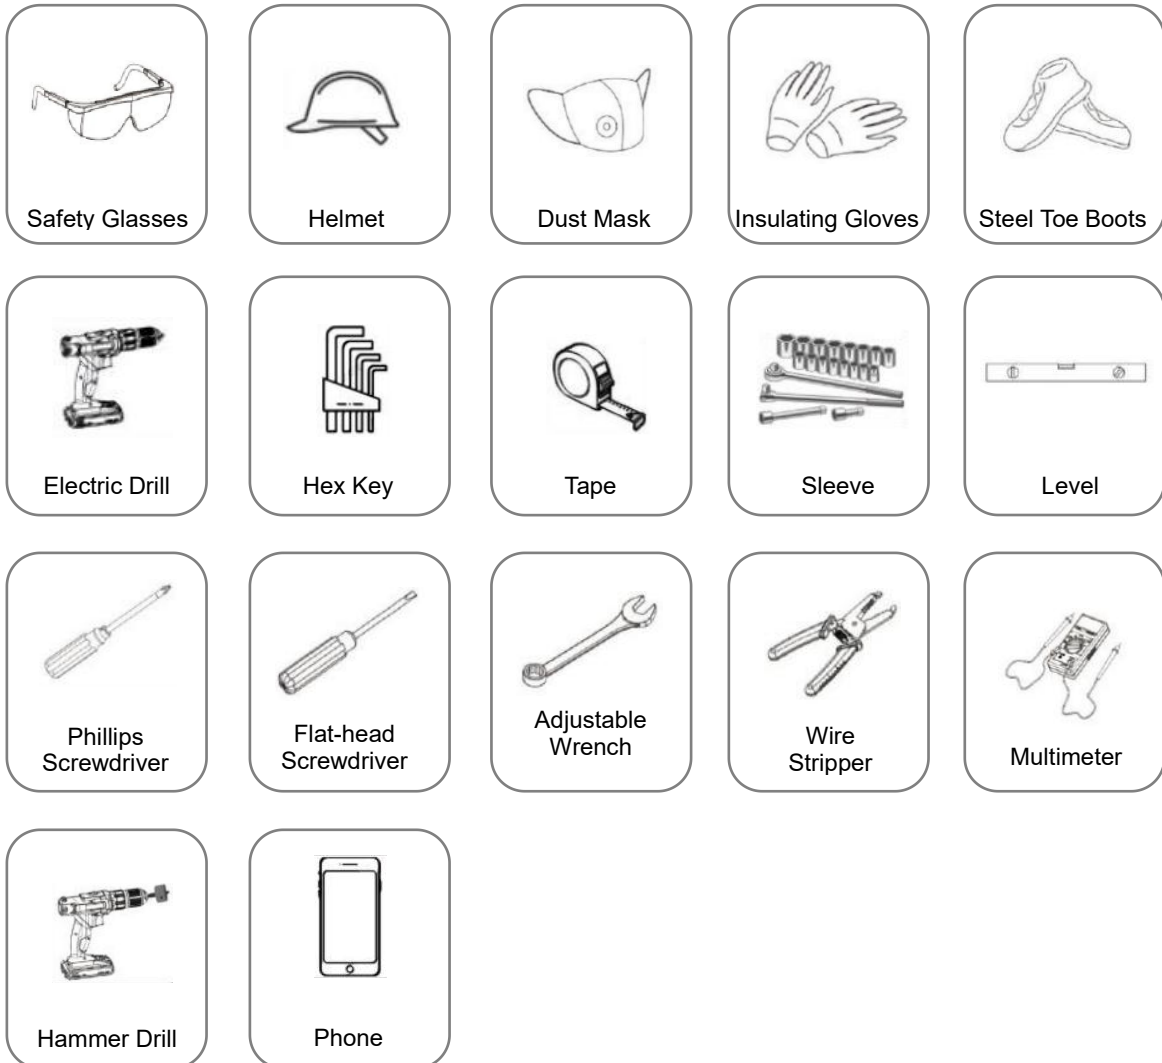 Safety Glasses
Helmet
Dust Mask
Insulating Gloves
Steel Toe Boots
Electric Drill
Hex Key
Tape
Sleeve
Level
Phillips
Screwdriver
Flat-head
Screwdriver
Adjustable
Wrench
Wire
Stripper
Multimeter
Hammer Drill
Phone